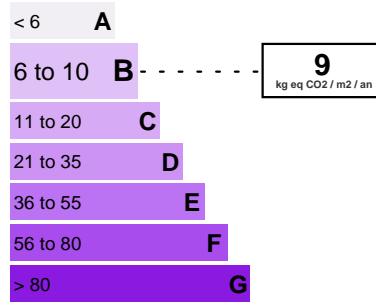 < 6 A
6 to 10 B
9
kg eq CO2 / m2 / an
11 to 20 C
21 to 35 D
36 to 55 E
56 to 80 F
> 80 G